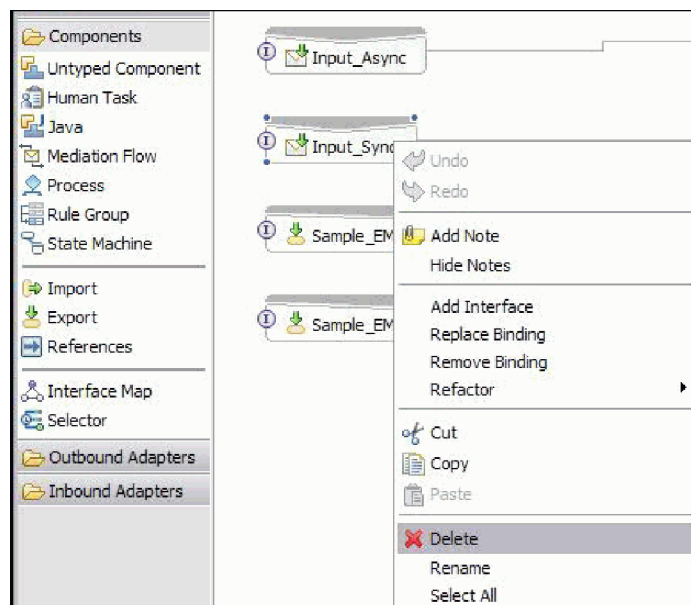 Components
Untyped Component
Human Task
Java
Mediation Flow
Process
Rule Group
State Machine
Import
Export
References
Interface Map
Selector
Outbound Adapters
Inbound Adapters
I Input_Async
I Input_Sync
I Sample_EM
I Sample_EM
Undo
Redo
Add Note
Hide Notes
Add Interface
Replace Binding
Remove Binding
Refactor
Cut
Copy
Paste
Delete
Rename
Select All